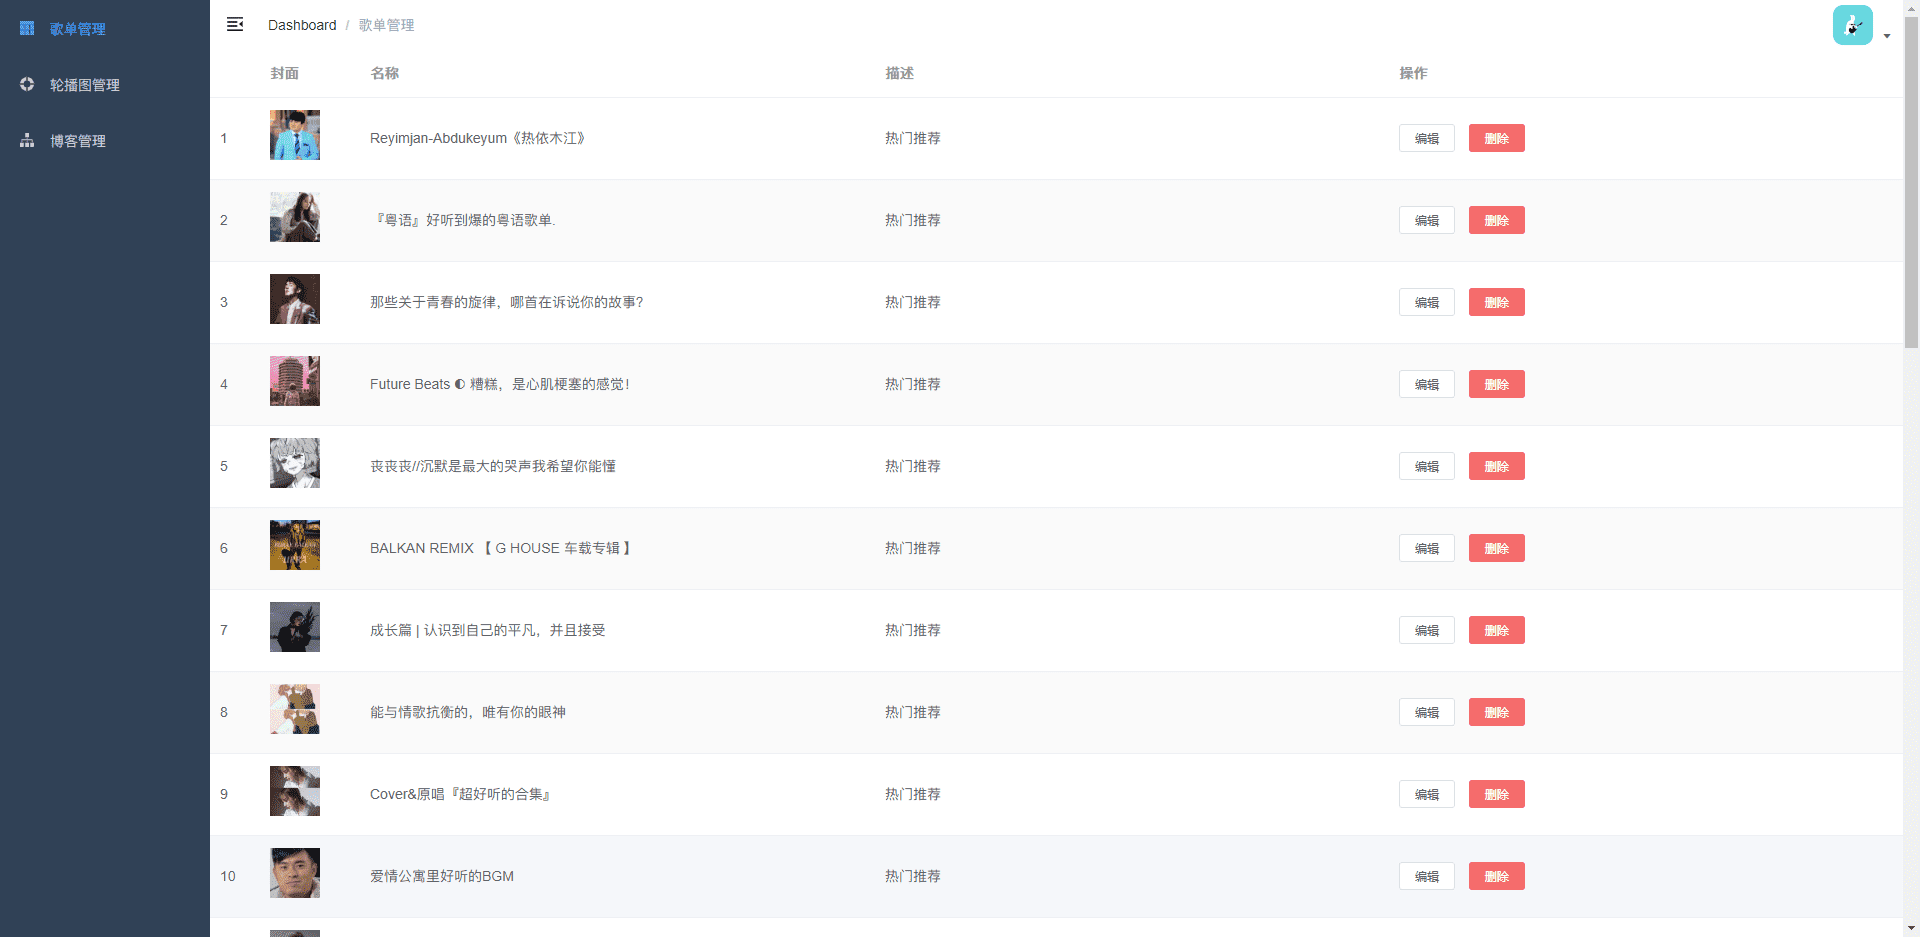 歌单管理
轮播图管理
博客管理
Dashboard / 歌单管理
封面 名称 描述 操作
1 Reyimjan-Abdukeyum《热依木江》 热门推荐 编辑 删除
2 『粤语』好听到爆的粤语歌单. 热门推荐 编辑 删除
3 那些关于青春的旋律，哪首在诉说你的故事? 热门推荐 编辑 删除
4 Future Beats ◐ 糟糕，是心肌梗塞的感觉！ 热门推荐 编辑 删除
5 丧丧丧//沉默是最大的哭声我希望你能懂 热门推荐 编辑 删除
6 BALKAN REMIX 【 G HOUSE 车载专辑 】 热门推荐 编辑 删除
7 成长篇 | 认识到自己的平凡，并且接受 热门推荐 编辑 删除
8 能与情歌抗衡的，唯有你的眼神 热门推荐 编辑 删除
9 Cover&原唱『超好听的合集』 热门推荐 编辑 删除
10 爱情公寓里好听的BGM 热门推荐 编辑 删除